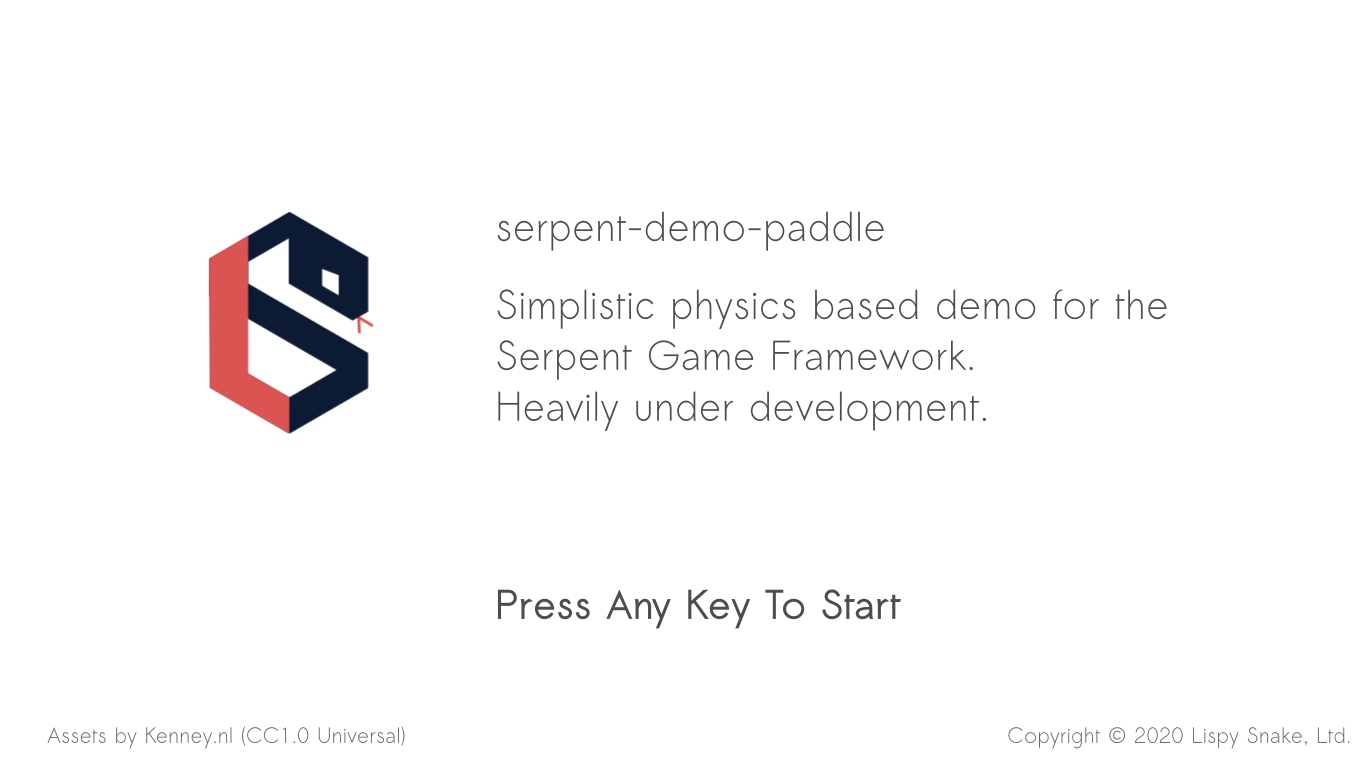 serpent-demo-paddle
Simplistic physics based demo for the
Serpent Game Framework.
Heavily under development.
Press Any Key To Start
Assets by Kenney.nl (CC1.0 Universal)
Copyright © 2020 Lispy Snake, Ltd.